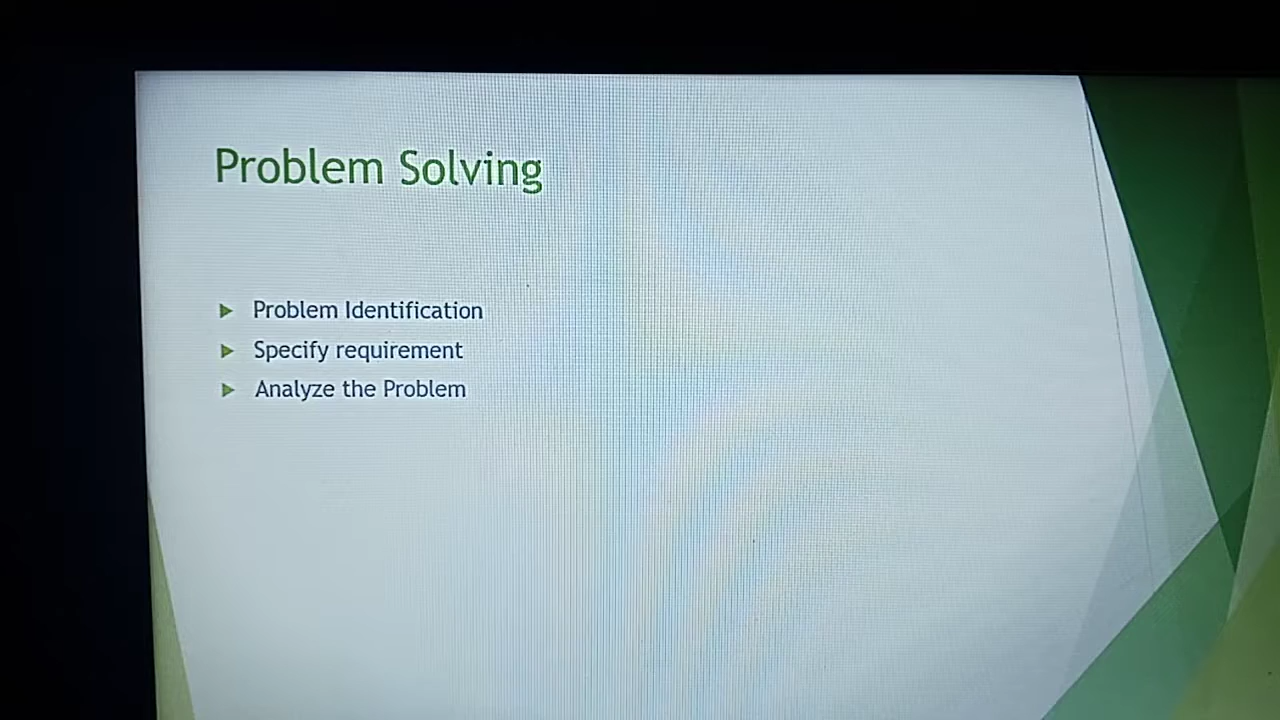 Problem Solving
Problem Identification
Specify requirement
Analyze the Problem